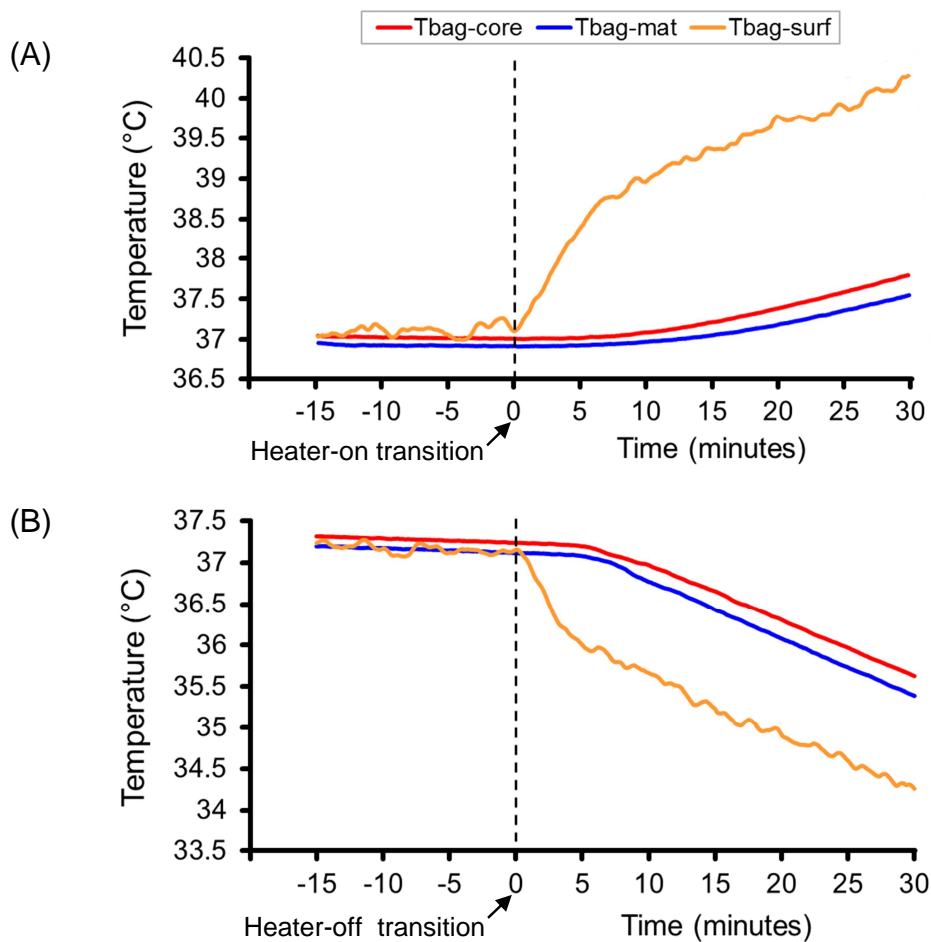 Tbag-core Tbag-mat Tbag-surf
(A)
Temperature (°C)
40.5
40
39.5
39
38.5
38
37.5
37
36.5
-15 -10 -5 0 5 10 15 20 25 30
Heater-on transition
Time (minutes)
(B)
Temperature (°C)
37.5
37
36.5
36
35.5
35
34.5
34
33.5
-15 -10 -5 0 5 10 15 20 25 30
Heater-off transition
Time (minutes)